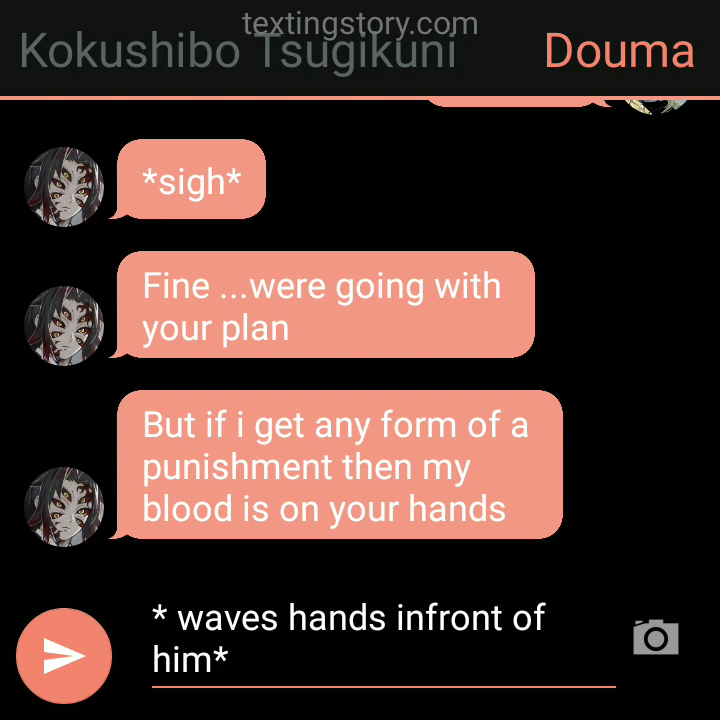 textingstory.com
Kokushibo Tsugikuni
Douma
*sigh*
Fine ...were going with
your plan
But if i get any form of a
punishment then my
blood is on your hands
* waves hands infront of
him*